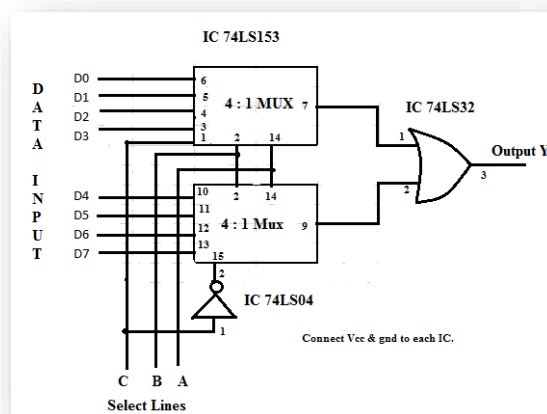 IC 74LS153
DATA INPUT
D0
D1
D2
D3
6
5
4
3
1
4 : 1 MUX
7
2
14
IC 74LS32
1
2
3
Output Y
D4
D5
D6
D7
10
11
12
13
15
2
14
4 : 1 Mux
9
2
IC 74LS04
1
Connect Vcc & gnd to each IC.
C B A
Select Lines